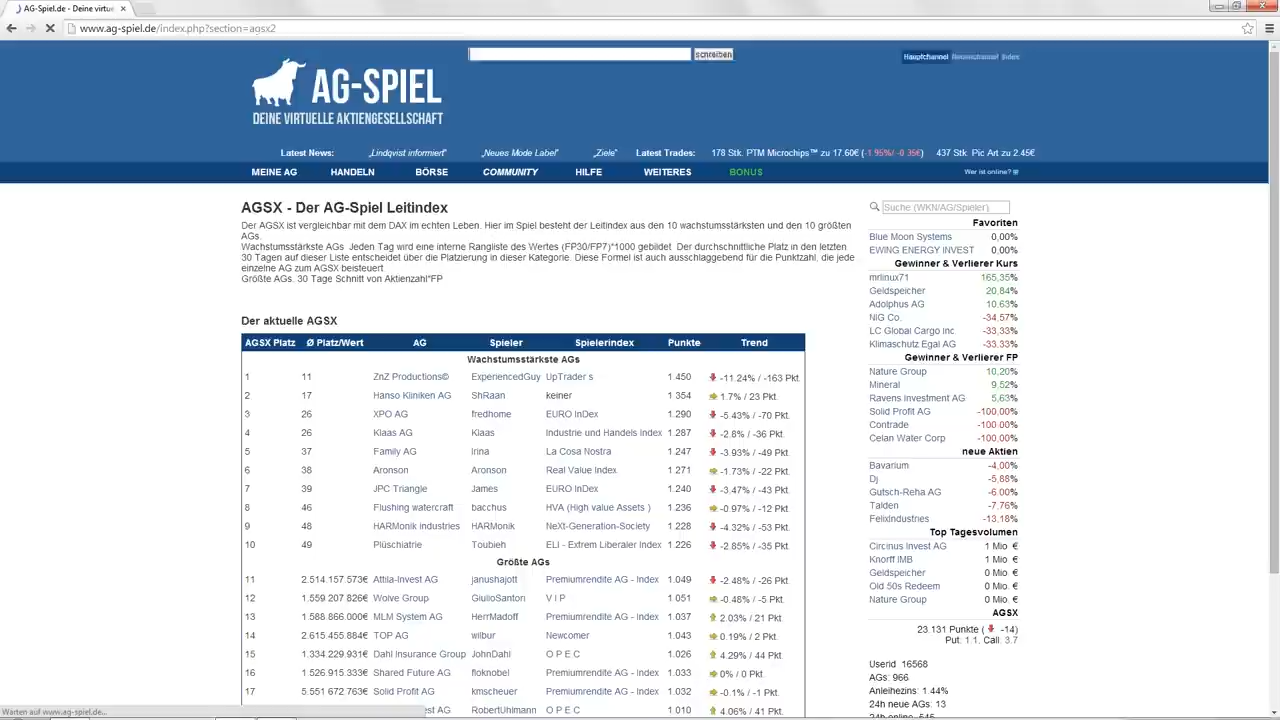 AG-Spiel.de - Deine virtue
www.ag-spiel.de/index.php?section=agsx2
schreiben
Hauptchannel Nebenchannel Index
AG-SPIEL
DEINE VIRTUELLE AKTIENGESELLSCHAFT
Latest News: „Lindqvist informiert" „Neues Mode Label" „Ziele" Latest Trades: 178 Stk. PTM Microchips™ zu 17.60€ (-1.95%/ -0.35€) 437 Stk. Pic Art zu 2.45€
MEINE AG HANDELN BÖRSE COMMUNITY HILFE WEITERES BONUS Wer ist online?
AGSX - Der AG-Spiel Leitindex
Der AGSX ist vergleichbar mit dem DAX im echten Leben. Hier im Spiel besteht der Leitindex aus den 10 wachstumsstärksten und den 10 größten
AGs.
Wachstumsstärkste AGs: Jeden Tag wird eine interne Rangliste des Wertes (FP30/FP7)*1000 gebildet. Der durchschnittliche Platz in den letzten
30 Tagen auf dieser Liste entscheidet über die Platzierung in dieser Kategorie. Diese Formel ist auch ausschlaggebend für die Punktzahl, die jede
einzelne AG zum AGSX beisteuert
Größte AGs: 30 Tage Schnitt von Aktienzahl*FP
Der aktuelle AGSX
AGSX Platz Ø Platz/Wert AG Spieler Spielerindex Punkte Trend
Wachstumsstärkste AGs
1 11 ZnZ Productions© ExperiencedGuy UpTrader s 1.450 -11.24% / -163 Pkt.
2 17 Hanso Kliniken AG ShRaan keiner 1.354 1.7% / 23 Pkt.
3 26 XPO AG fredhome EURO InDex 1.290 -5.43% / -70 Pkt.
4 26 Klaas AG Klaas Industrie und Handels Index 1.287 -2.8% / -36 Pkt.
5 37 Family AG Irina La Cosa Nostra 1.247 -3.93% / -49 Pkt.
6 38 Aronson Aronson Real Value Index 1.271 -1.73% / -22 Pkt.
7 39 JPC Triangle James EURO InDex 1.240 -3.47% / -43 Pkt.
8 46 Flushing watercraft bacchus HVA (High value Assets ) 1.236 -0.97% / -12 Pkt.
9 48 HARMonik industries HARMonik NeXt-Generation-Society 1.228 -4.32% / -53 Pkt.
10 49 Plüschiatrie Toubieh ELI - Extrem Liberaler Index 1.226 -2.85% / -35 Pkt.
Größte AGs
11 2.514.157.573€ Attila-Invest AG janushajott Premiumrendite AG - Index 1.049 -2.48% / -26 Pkt.
12 1.559.207.826€ Wolve Group GiulioSanton V I P 1.051 -0.48% / -5 Pkt.
13 1.588.866.000€ MLM System AG HerrMadoff Premiumrendite AG - Index 1.037 2.03% / 21 Pkt.
14 2.615.455.884€ TOP AG wilbur Newcomer 1.043 0.19% / 2 Pkt.
15 1.334.229.931€ Dahl Insurance Group JohnDahl O P E C 1.026 4.29% / 44 Pkt.
16 1.526.915.333€ Shared Future AG floknobel Premiumrendite AG - Index 1.033 0% / 0 Pkt.
17 5.551.672.763€ Solid Profit AG kmscheuer Premiumrendite AG - Index 1.032 -0.1% / -1 Pkt.
est AG RobertUhlmann O P E C 1.010 4.06% / 41 Pkt.
Suche (WKN/AG/Spieler)
Favoriten
Blue Moon Systems 0,00%
EWING ENERGY INVEST 0,00%
Gewinner & Verlierer Kurs
mrlinux71 165,35%
Geldspeicher 20,84%
Adolphus AG 10,63%
NIG Co. -34,57%
LC Global Cargo inc. -33,33%
Klimaschutz Egal AG -33,33%
Gewinner & Verlierer FP
Nature Group 10,20%
Mineral 9,52%
Ravens Investment AG 5,63%
Solid Profit AG -100,00%
Contrade -100,00%
Celan Water Corp -100,00%
neue Aktien
Bavarium -4,00%
Dj -5,88%
Gutsch-Reha AG -6,00%
Talden -7,76%
FelixIndustries -13,18%
Top Tagesvolumen
Circinus Invest AG 1 Mio. €
Knorff IMB 1 Mio. €
Geldspeicher 0 Mio. €
Old 50s Redeem 0 Mio. €
Nature Group 0 Mio. €
AGSX
23.131 Punkte ( -14)
Put: 1.1, Call: 3.7
Userid: 16568
AGs: 966
Anleihezins: 1.44%
24h neue AGs: 13
24h online: 545
Warten auf www.ag-spiel.de...